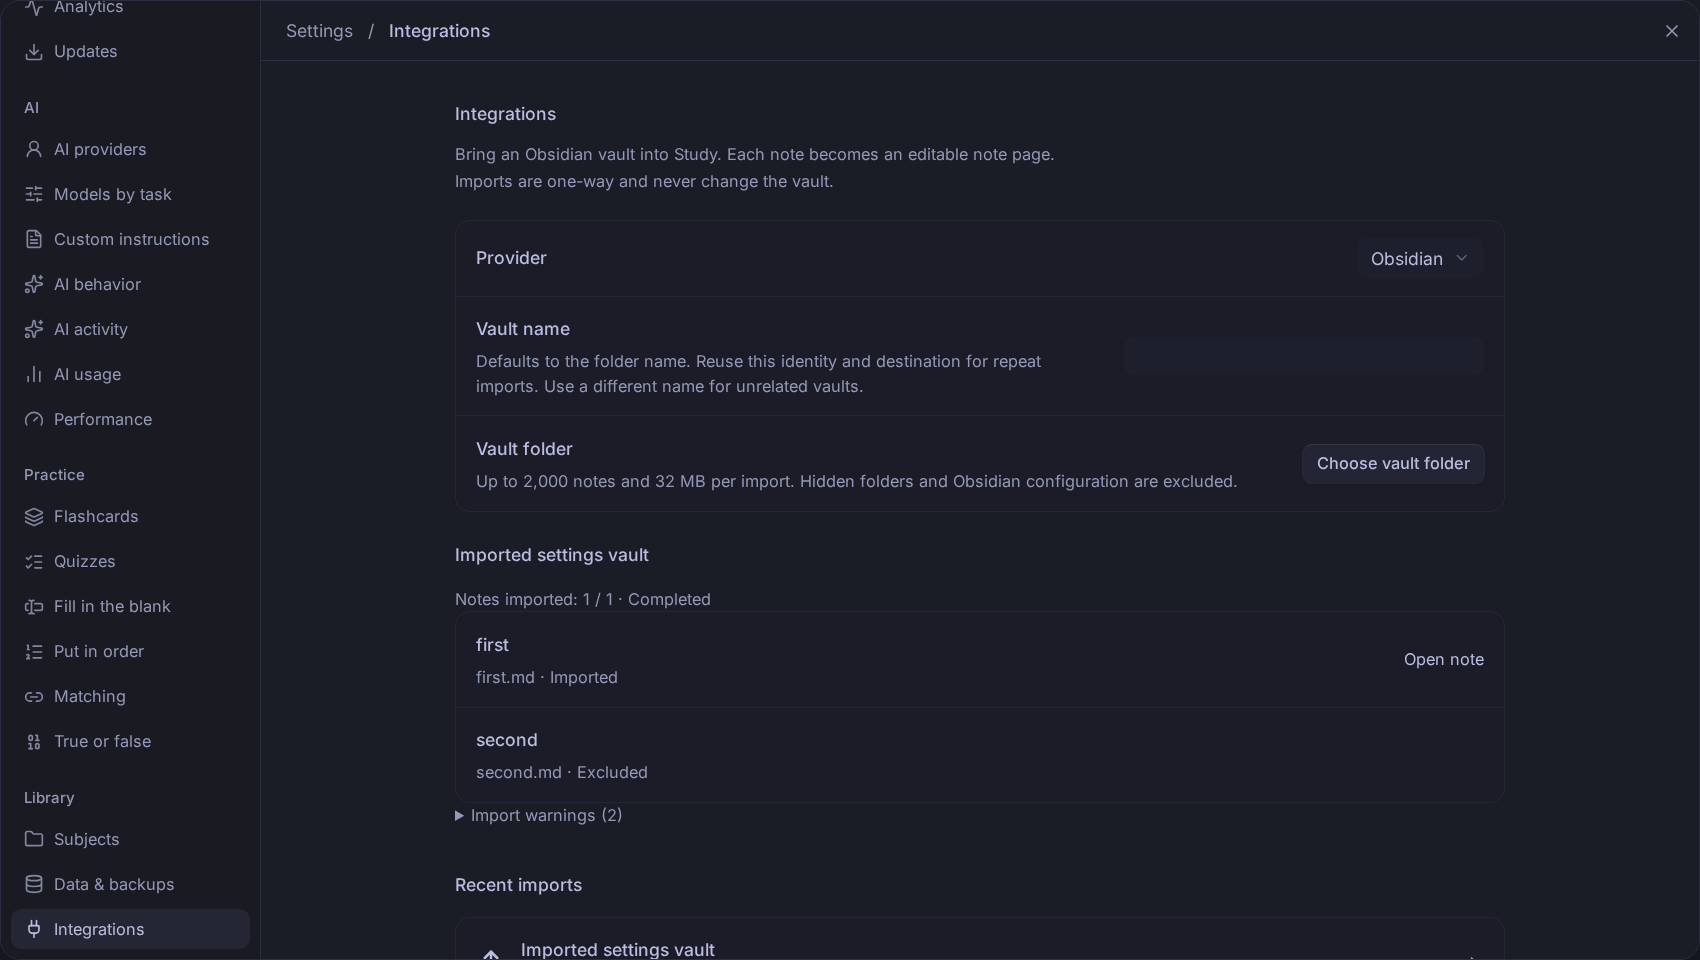 Analytics
Updates
AI
AI providers
Models by task
Custom instructions
AI behavior
AI activity
AI usage
Performance
Practice
Flashcards
Quizzes
Fill in the blank
Put in order
Matching
True or false
Library
Subjects
Data & backups
Integrations
Settings / Integrations
Integrations
Bring an Obsidian vault into Study. Each note becomes an editable note page.
Imports are one-way and never change the vault.
Provider
Obsidian
Vault name
Defaults to the folder name. Reuse this identity and destination for repeat
imports. Use a different name for unrelated vaults.
Vault folder
Up to 2,000 notes and 32 MB per import. Hidden folders and Obsidian configuration are excluded.
Choose vault folder
Imported settings vault
Notes imported: 1 / 1 · Completed
first
first.md · Imported
Open note
second
second.md · Excluded
Import warnings (2)
Recent imports
Imported settings vault